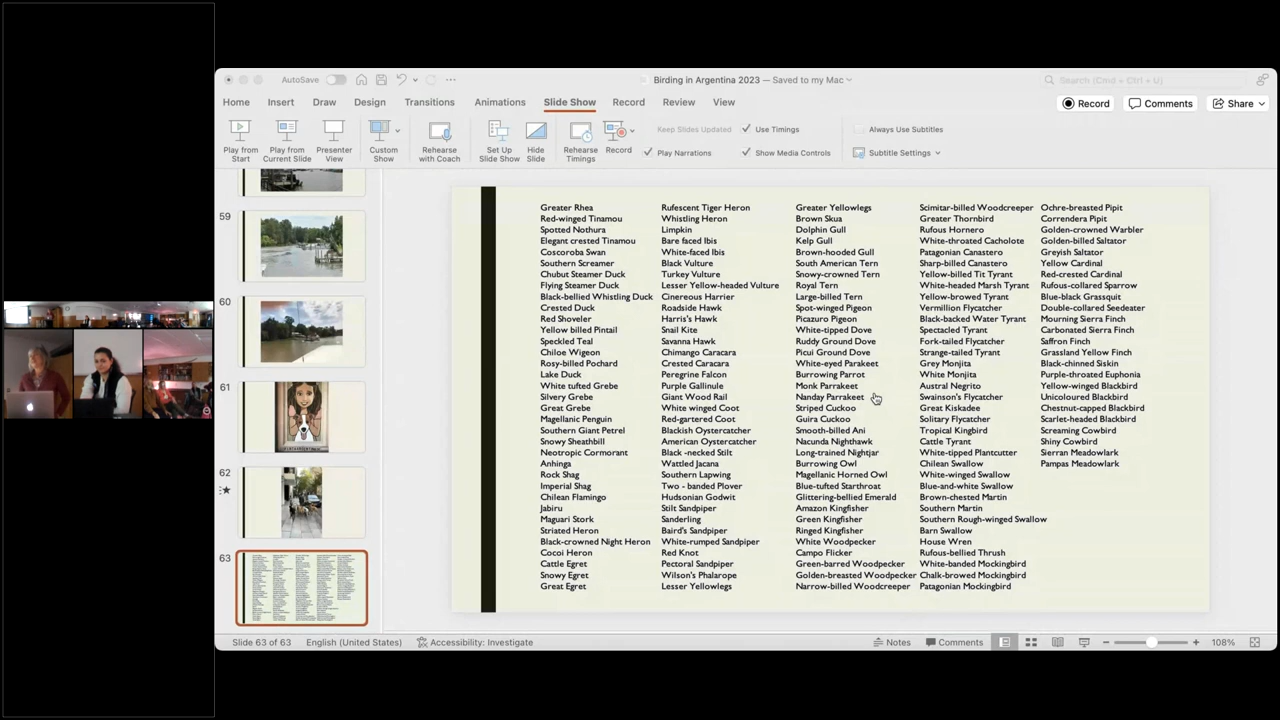 AutoSave
Birding in Argentina 2023 — Saved to my Mac
Search (Cmd + Ctrl + U)
Home Insert Draw Design Transitions Animations Slide Show Record Review View
Record Comments Share
Play from Start
Play from Current Slide
Presenter View
Custom Show
Rehearse with Coach
Set Up Slide Show
Hide Slide
Rehearse Timings
Record
Keep Slides Updated
Play Narrations
Use Timings
Show Media Controls
Always Use Subtitles
Subtitle Settings
59
60
61
62
63
Greater Rhea
Red-winged Tinamou
Spotted Nothura
Elegant crested Tinamou
Coscoroba Swan
Southern Screamer
Chubut Steamer Duck
Flying Steamer Duck
Black-bellied Whistling Duck
Crested Duck
Red Shoveler
Yellow billed Pintail
Speckled Teal
Chiloe Wigeon
Rosy-billed Pochard
Lake Duck
White tufted Grebe
Silvery Grebe
Great Grebe
Magellanic Penguin
Southern Giant Petrel
Snowy Sheathbill
Neotropic Cormorant
Anhinga
Rock Shag
Imperial Shag
Chilean Flamingo
Jabiru
Maguari Stork
Striated Heron
Black-crowned Night Heron
Cocoi Heron
Cattle Egret
Snowy Egret
Great Egret
Rufescent Tiger Heron
Whistling Heron
Limpkin
Bare faced Ibis
White-faced Ibis
Black Vulture
Turkey Vulture
Lesser Yellow-headed Vulture
Cinereous Harrier
Roadside Hawk
Harris's Hawk
Snail Kite
Savanna Hawk
Chimango Caracara
Crested Caracara
Peregrine Falcon
Purple Gallinule
Giant Wood Rail
White winged Coot
Red-gartered Coot
Blackish Oystercatcher
American Oystercatcher
Black -necked Stilt
Wattled Jacana
Southern Lapwing
Two - banded Plover
Hudsonian Godwit
Stilt Sandpiper
Sanderling
Baird's Sandpiper
White-rumped Sandpiper
Red Knot
Pectoral Sandpiper
Wilson's Phalarope
Lesser Yellowlegs
Greater Yellowlegs
Brown Skua
Dolphin Gull
Kelp Gull
Brown-hooded Gull
South American Tern
Snowy-crowned Tern
Royal Tern
Large-billed Tern
Spot-winged Pigeon
Picazuro Pigeon
White-tipped Dove
Ruddy Ground Dove
Picui Ground Dove
White-eyed Parakeet
Burrowing Parrot
Monk Parrakeet
Nanday Parrakeet
Striped Cuckoo
Guira Cuckoo
Smooth-billed Ani
Nacunda Nighthawk
Long-trained Nightjar
Burrowing Owl
Magellanic Horned Owl
Blue-tufted Starthroat
Glittering-bellied Emerald
Amazon Kingfisher
Green Kingfisher
Ringed Kingfisher
White Woodpecker
Campo Flicker
Green-barred Woodpecker
Golden-breasted Woodpecker
Narrow-billed Woodcreeper
Scimitar-billed Woodcreeper
Greater Thornbird
Rufous Hornero
White-throated Cacholote
Patagonian Canastero
Sharp-billed Canastero
Yellow-billed Tit Tyrant
White-headed Marsh Tyrant
Yellow-browed Tyrant
Vermillion Flycatcher
Black-backed Water Tyrant
Spectacled Tyrant
Fork-tailed Flycatcher
Strange-tailed Tyrant
Grey Monjita
White Monjita
Austral Negrito
Swainson's Flycatcher
Great Kiskadee
Solitary Flycatcher
Tropical Kingbird
Cattle Tyrant
White-tipped Plantcutter
Chilean Swallow
White-winged Swallow
Blue-and-white Swallow
Brown-chested Martin
Southern Martin
Southern Rough-winged Swallow
Barn Swallow
House Wren
Rufous-bellied Thrush
White-banded Mockingbird
Chalk-browed Mockingbird
Patagonian Mockingbird
Ochre-breasted Pipit
Correndera Pipit
Golden-crowned Warbler
Golden-billed Saltator
Greyish Saltator
Yellow Cardinal
Red-crested Cardinal
Rufous-collared Sparrow
Blue-black Grassquit
Double-collared Seedeater
Mourning Sierra Finch
Carbonated Sierra Finch
Saffron Finch
Grassland Yellow Finch
Black-chinned Siskin
Purple-throated Euphonia
Yellow-winged Blackbird
Unicoloured Blackbird
Chestnut-capped Blackbird
Scarlet-headed Blackbird
Screaming Cowbird
Shiny Cowbird
Sierran Meadowlark
Pampas Meadowlark
Slide 63 of 63 English (United States) Accessibility: Investigate Notes Comments 108%